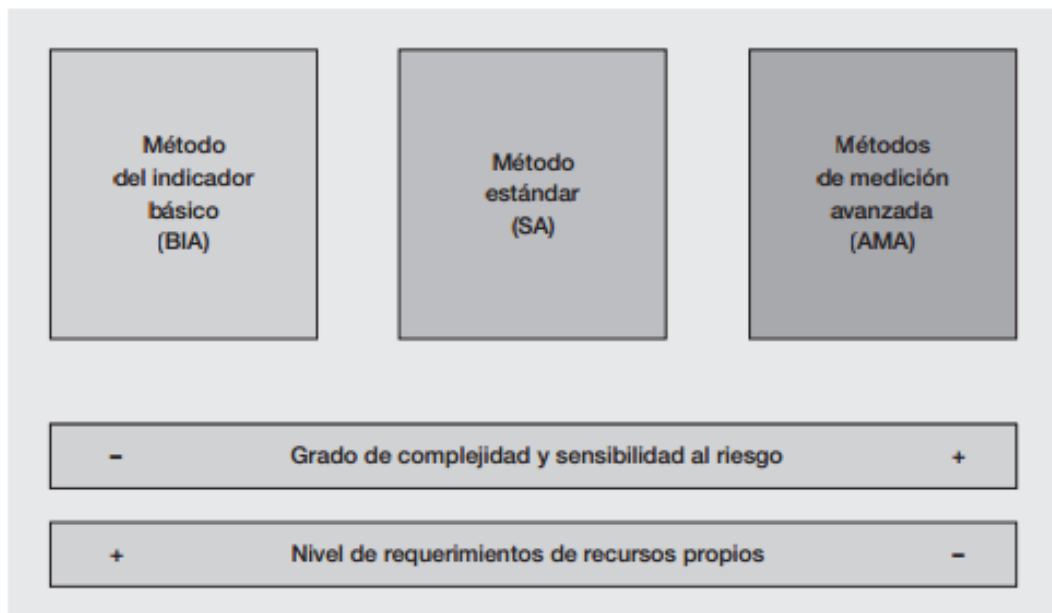 Método
del indicador
básico
(BIA)
Método
estándar
(SA)
Métodos
de medición
avanzada
(AMA)
– Grado de complejidad y sensibilidad al riesgo +
+ Nivel de requerimientos de recursos propios –